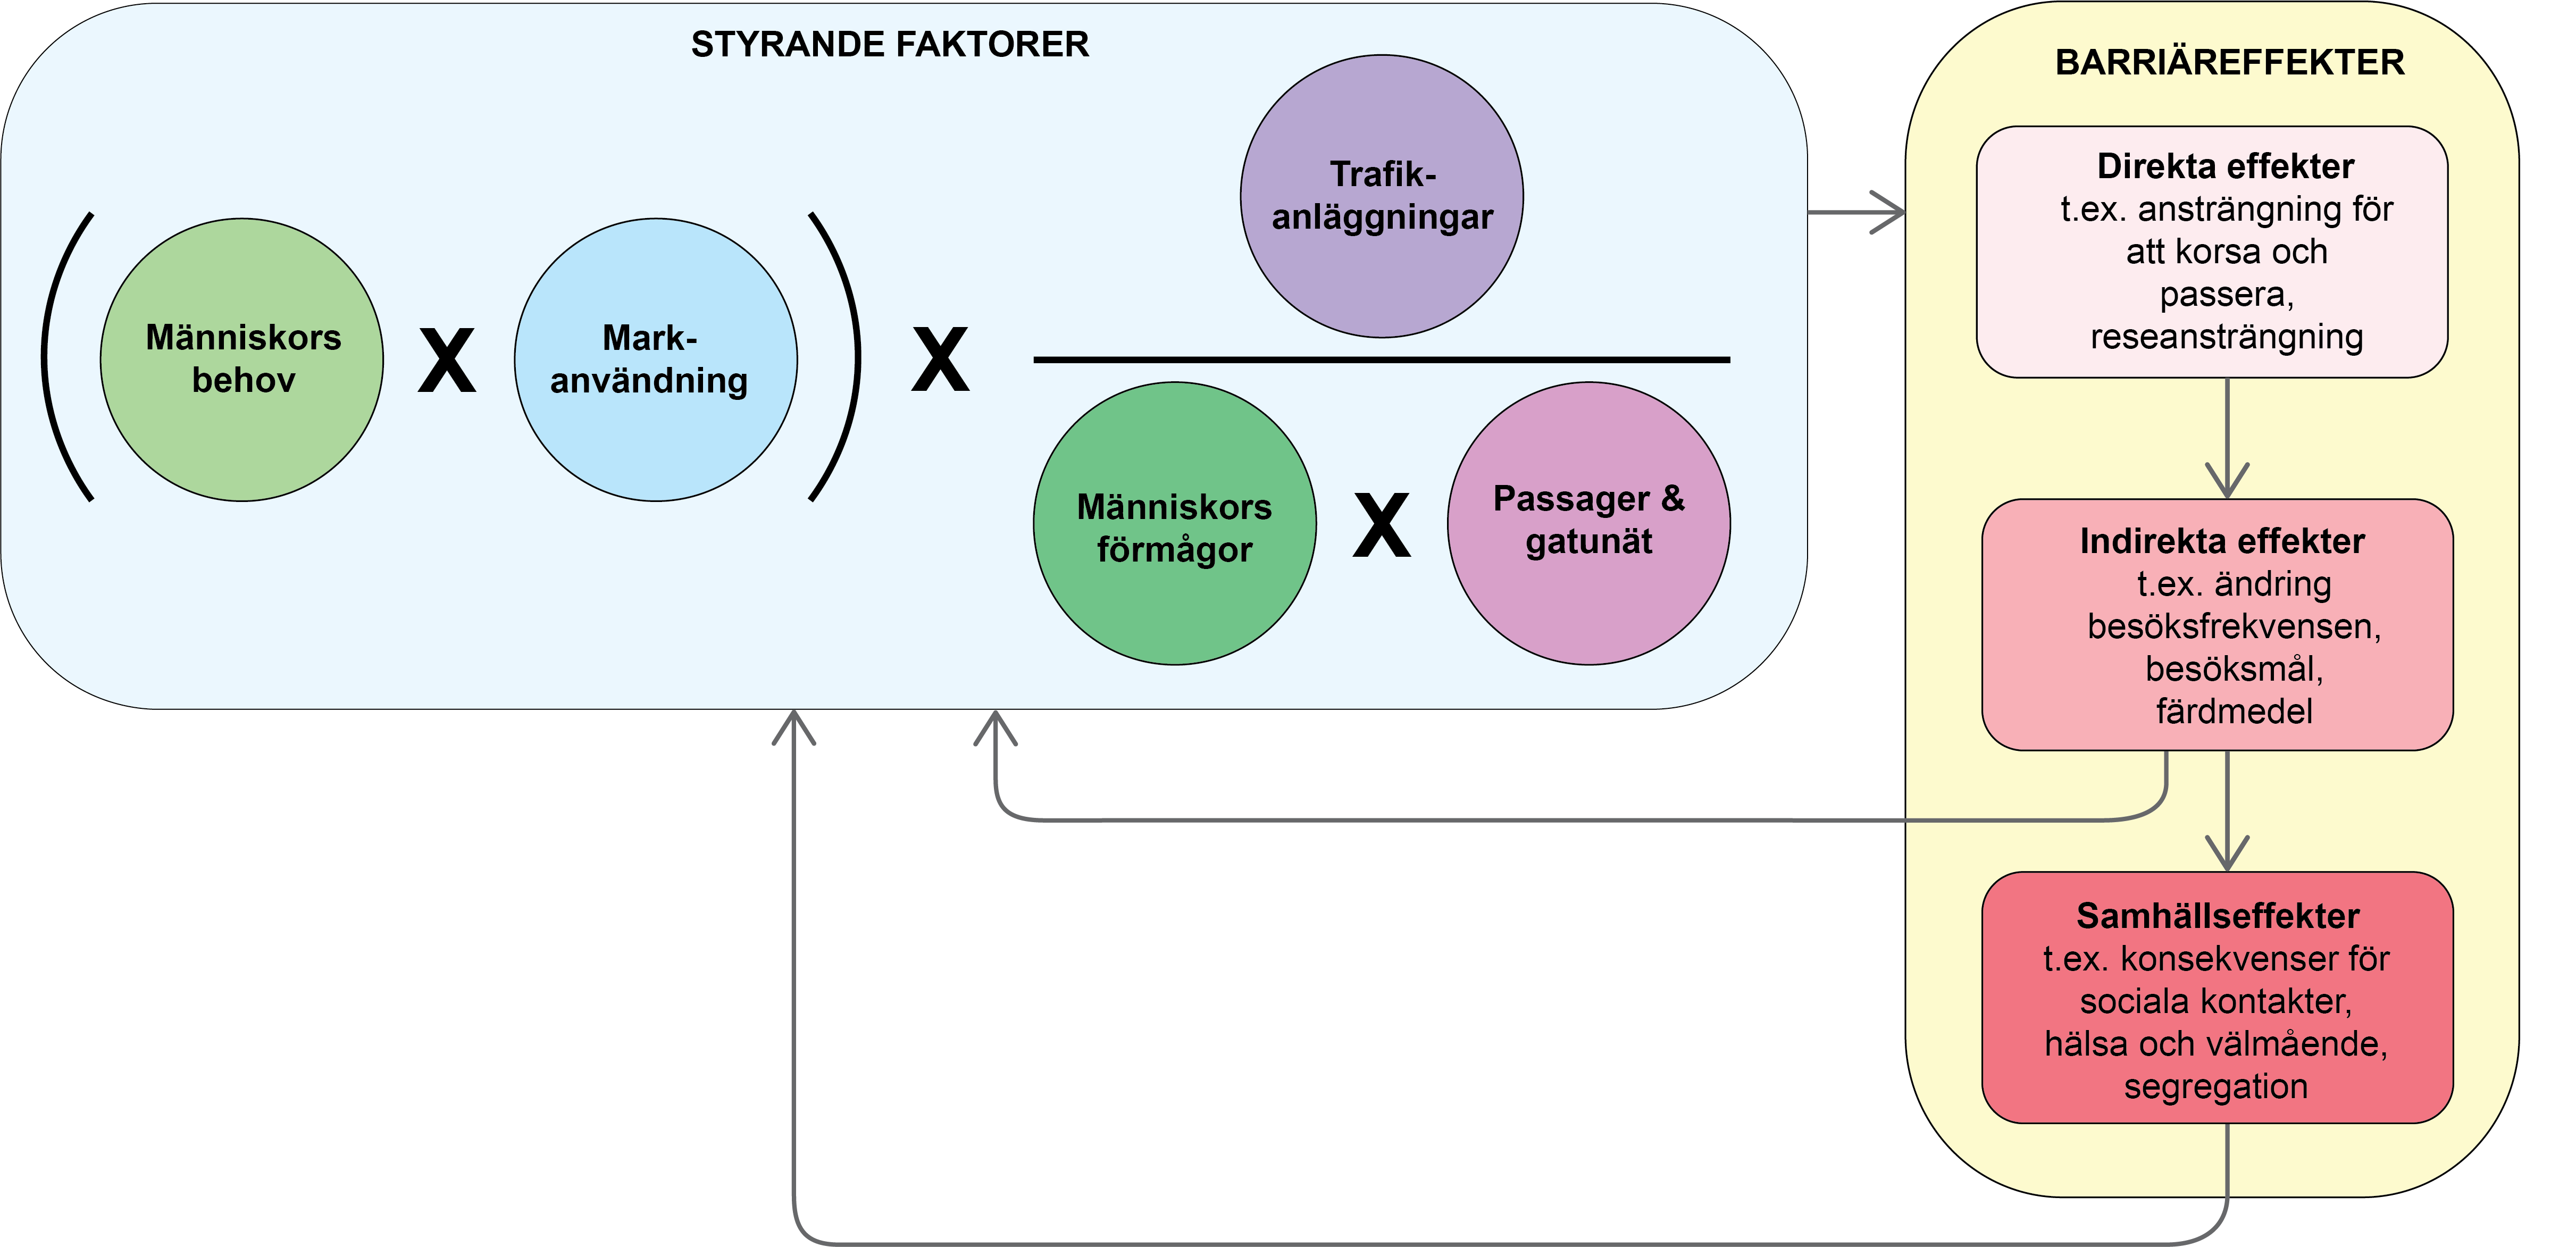 STYRANDE FAKTORER
Människors
behov
X
Mark-
användning
X
Trafik-
anläggningar
Människors
förmågor
X
Passager &
gatunät
BARRIÄREFFEKTER
Direkta effekter
t.ex. ansträngning för
att korsa och
passera,
reseansträngning
Indirekta effekter
t.ex. ändring
besöksfrekvensen,
besöksmål,
färdmedel
Samhällseffekter
t.ex. konsekvenser för
sociala kontakter,
hälsa och välmående,
segregation